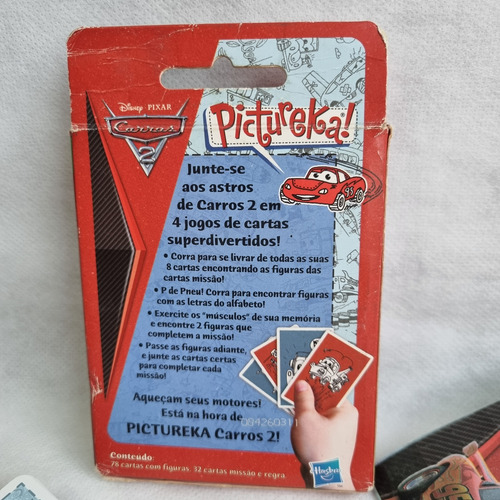 Disney · PIXAR
Carros
2
Pictureka!
Junte-se
aos astros
de Carros 2 em
4 jogos de cartas
superdivertidos!
• Corra para se livrar de todas as suas
8 cartas encontrando as figuras das
cartas missão!
• P de Pneu! Corra para encontrar figuras
com as letras do alfabeto!
• Exercite os "músculos" de sua memória
e encontre 2 figuras que
completem a missão!
• Passe as figuras adiante,
e junte as cartas certas
para completar cada
missão!
Aqueçam seus motores!
Está na hora de
PICTUREKA Carros 2!
084260311
Conteúdo:
76 cartas com figuras, 32 cartas missão e regra.
Hasbro